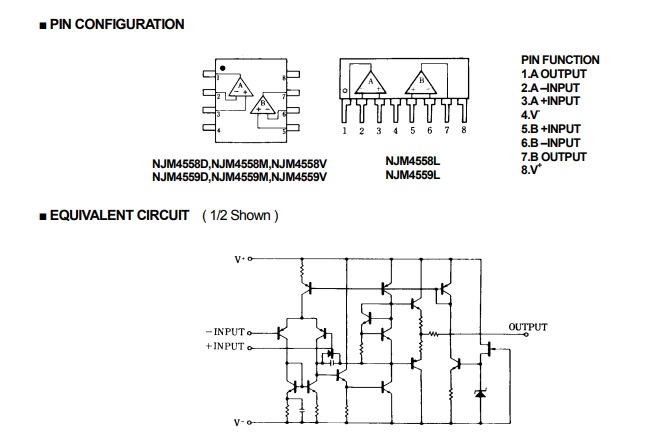 ■ PIN CONFIGURATION
PIN FUNCTION
1.A OUTPUT
2.A –INPUT
3.A +INPUT
4.V-
5.B +INPUT
6.B –INPUT
7.B OUTPUT
8.V+
1 8
A
2 7
B
3 6
4 5
A B
1 2 3 4 5 6 7 8
NJM4558D,NJM4558M,NJM4558V
NJM4559D,NJM4559M,NJM4559V
NJM4558L
NJM4559L
■ EQUIVALENT CIRCUIT ( 1/2 Shown )
V+
–INPUT
+INPUT
OUTPUT
V-